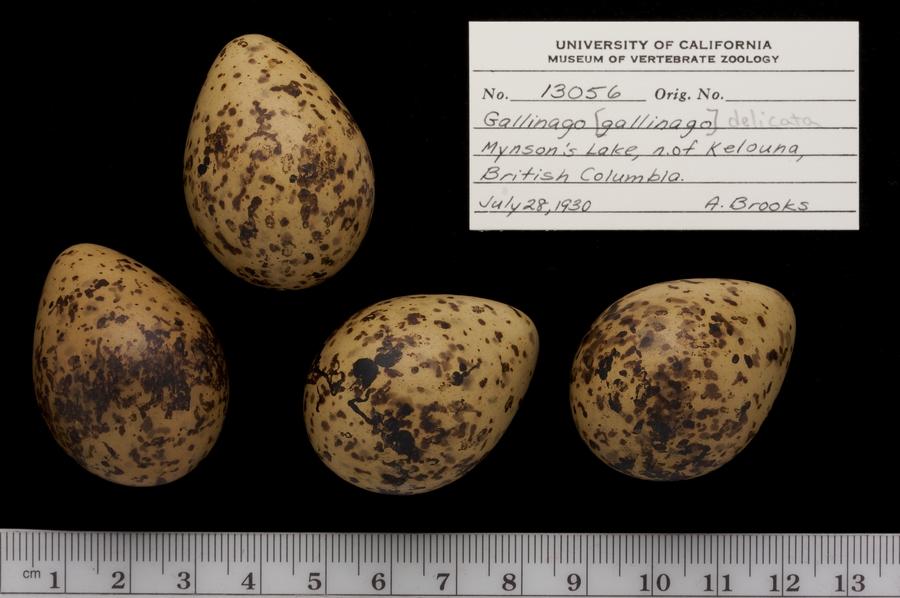 UNIVERSITY OF CALIFORNIA
MUSEUM OF VERTEBRATE ZOOLOGY
No. 13056 Orig. No.
Gallinago [gallinago] delicata
Mynson's Lake, n.of Kelouna,
British Columbia.
July 28, 1930 A. Brooks
cm 1 2 3 4 5 6 7 8 9 10 11 12 13